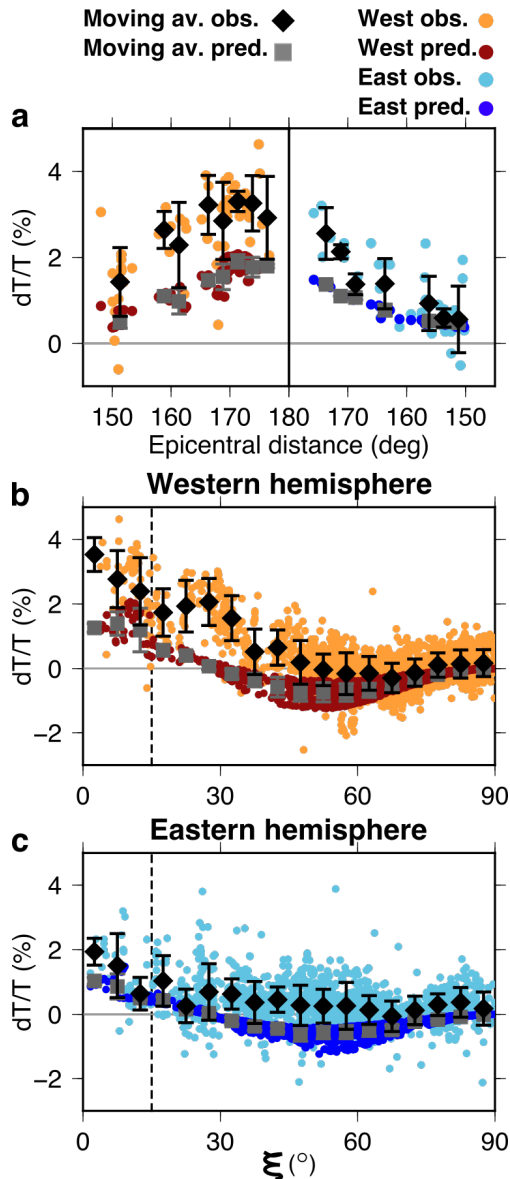 Moving av. obs.
Moving av. pred.
West obs.
West pred.
East obs.
East pred.
a
dT/T (%)
4
2
0
150
160
170
180
170
160
150
Epicentral distance (deg)
b
Western hemisphere
dT/T (%)
4
2
0
−2
0
30
60
90
c
Eastern hemisphere
dT/T (%)
4
2
0
−2
0
30
60
90
ξ (°)